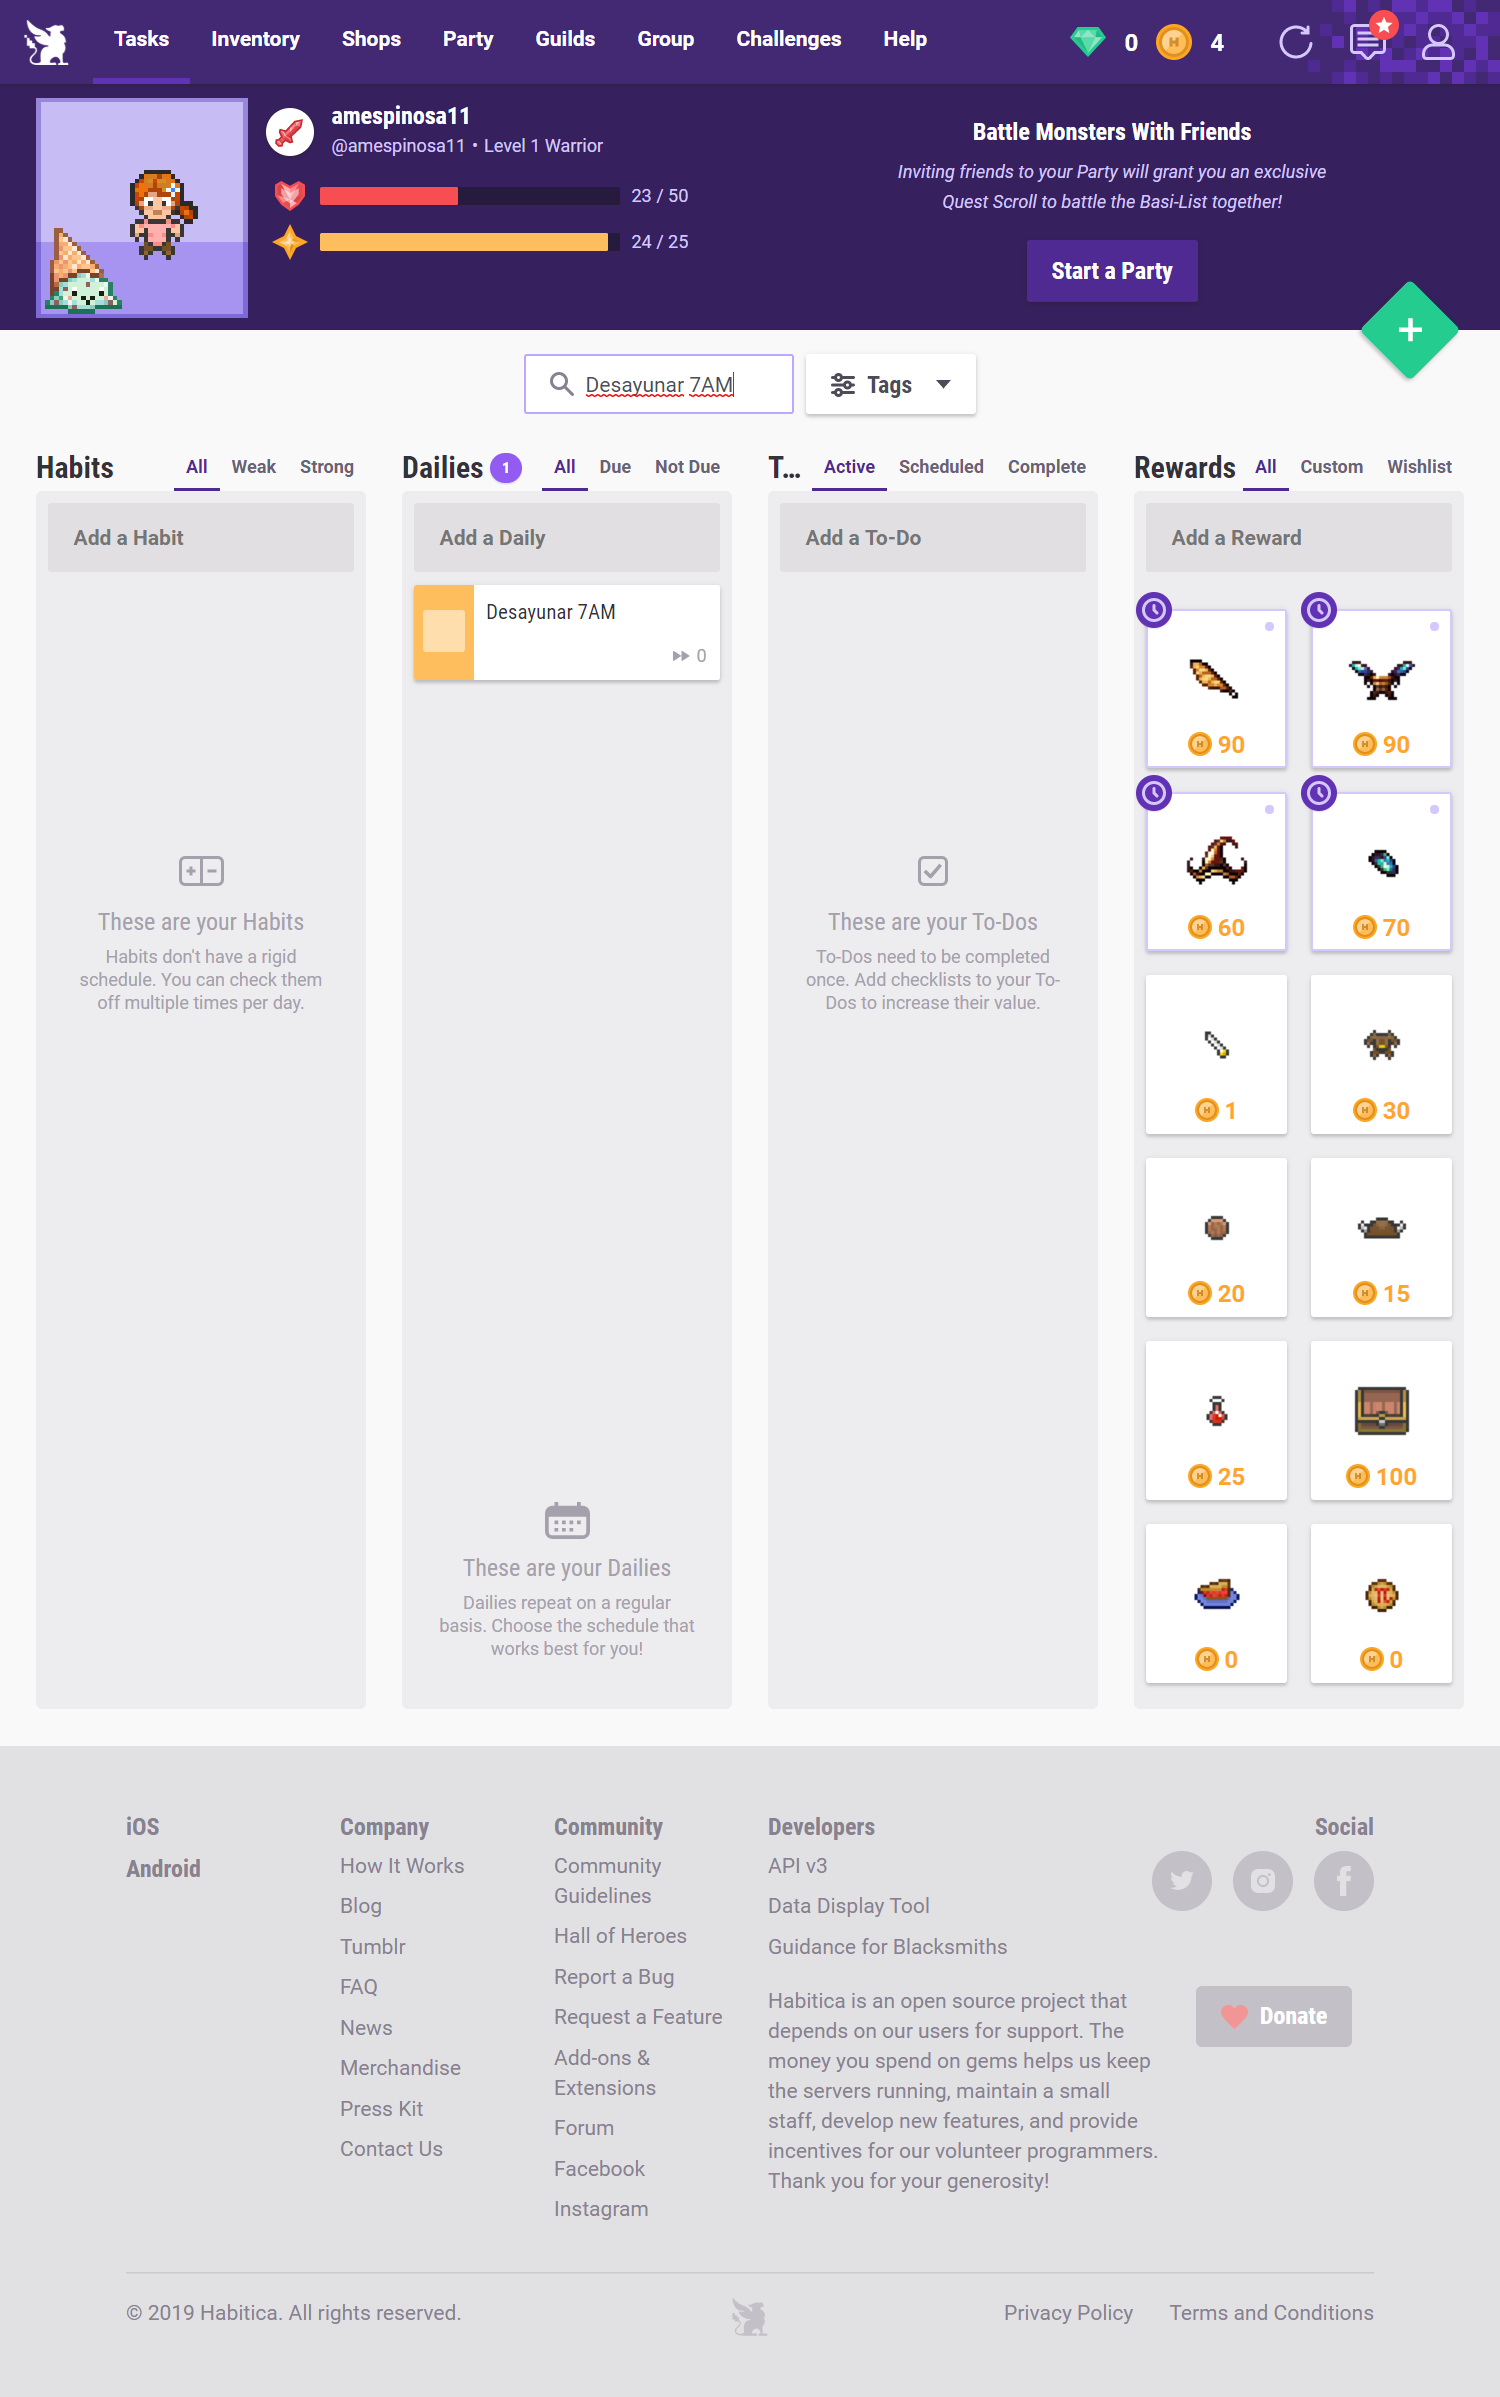 Tasks Inventory Shops Party Guilds Group Challenges Help 0 4
amespinosa11
@amespinosa11 • Level 1 Warrior
23 / 50
24 / 25
Battle Monsters With Friends
Inviting friends to your Party will grant you an exclusive
Quest Scroll to battle the Basi-List together!
Start a Party
Desayunar 7AM
Tags
Habits All Weak Strong
Add a Habit
These are your Habits
Habits don't have a rigid
schedule. You can check them
off multiple times per day.
Dailies 1 All Due Not Due
Add a Daily
Desayunar 7AM
0
These are your Dailies
Dailies repeat on a regular
basis. Choose the schedule that
works best for you!
T... Active Scheduled Complete
Add a To-Do
These are your To-Dos
To-Dos need to be completed
once. Add checklists to your To-
Dos to increase their value.
Rewards All Custom Wishlist
Add a Reward
90 90
60 70
1 30
20 15
25 100
0 0
iOS
Android
Company
How It Works
Blog
Tumblr
FAQ
News
Merchandise
Press Kit
Contact Us
Community
Community
Guidelines
Hall of Heroes
Report a Bug
Request a Feature
Add-ons &
Extensions
Forum
Facebook
Instagram
Developers
API v3
Data Display Tool
Guidance for Blacksmiths
Habitica is an open source project that
depends on our users for support. The
money you spend on gems helps us keep
the servers running, maintain a small
staff, develop new features, and provide
incentives for our volunteer programmers.
Thank you for your generosity!
Social
Donate
© 2019 Habitica. All rights reserved.
Privacy Policy Terms and Conditions